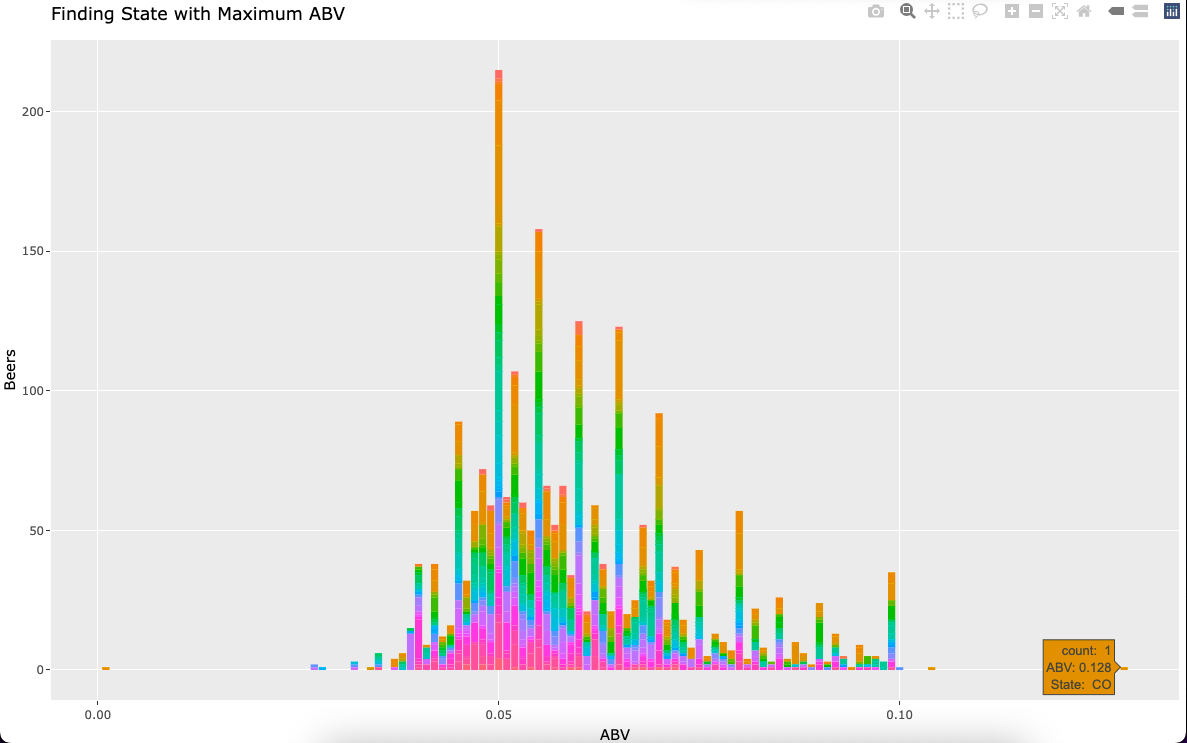 Finding State with Maximum ABV
Beers
200
150
100
50
0
count: 1
ABV: 0.128
State: CO
0.00
0.05
0.10
ABV